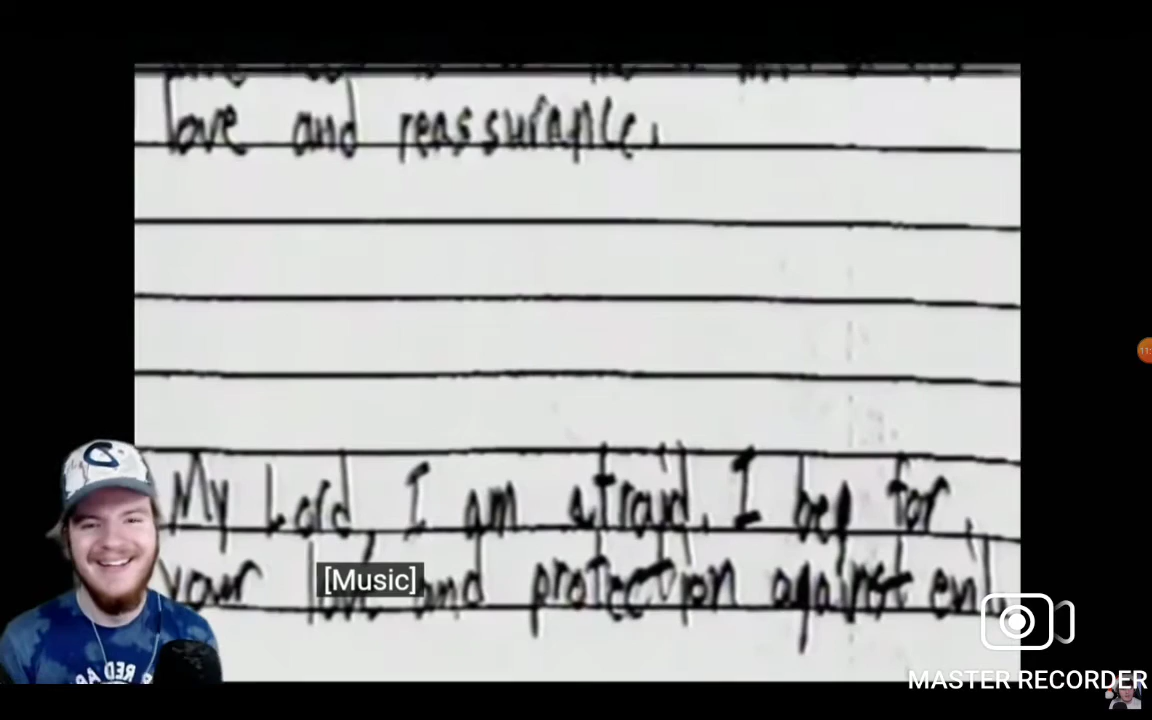 love and reassurance.
My Lord, I am afraid. I beg for
your love and protection against evil
[Music]
MASTER RECORDER